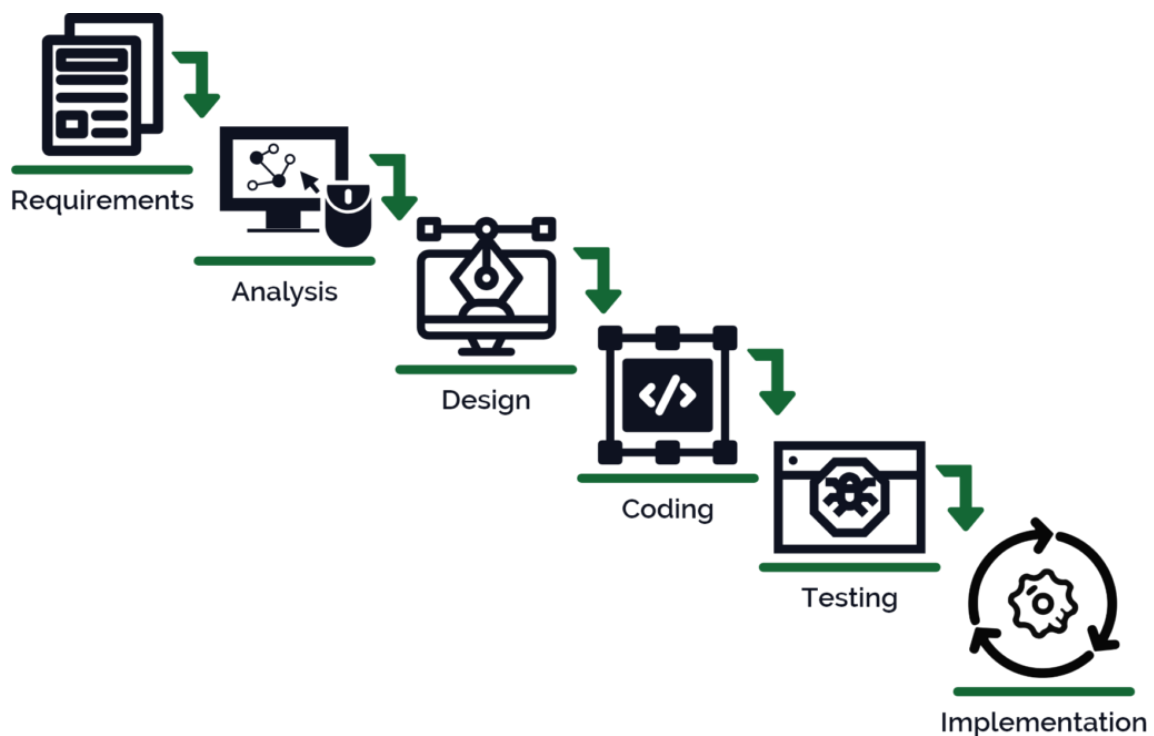 Requirements
Analysis
Design
</>
Coding
Testing
Implementation